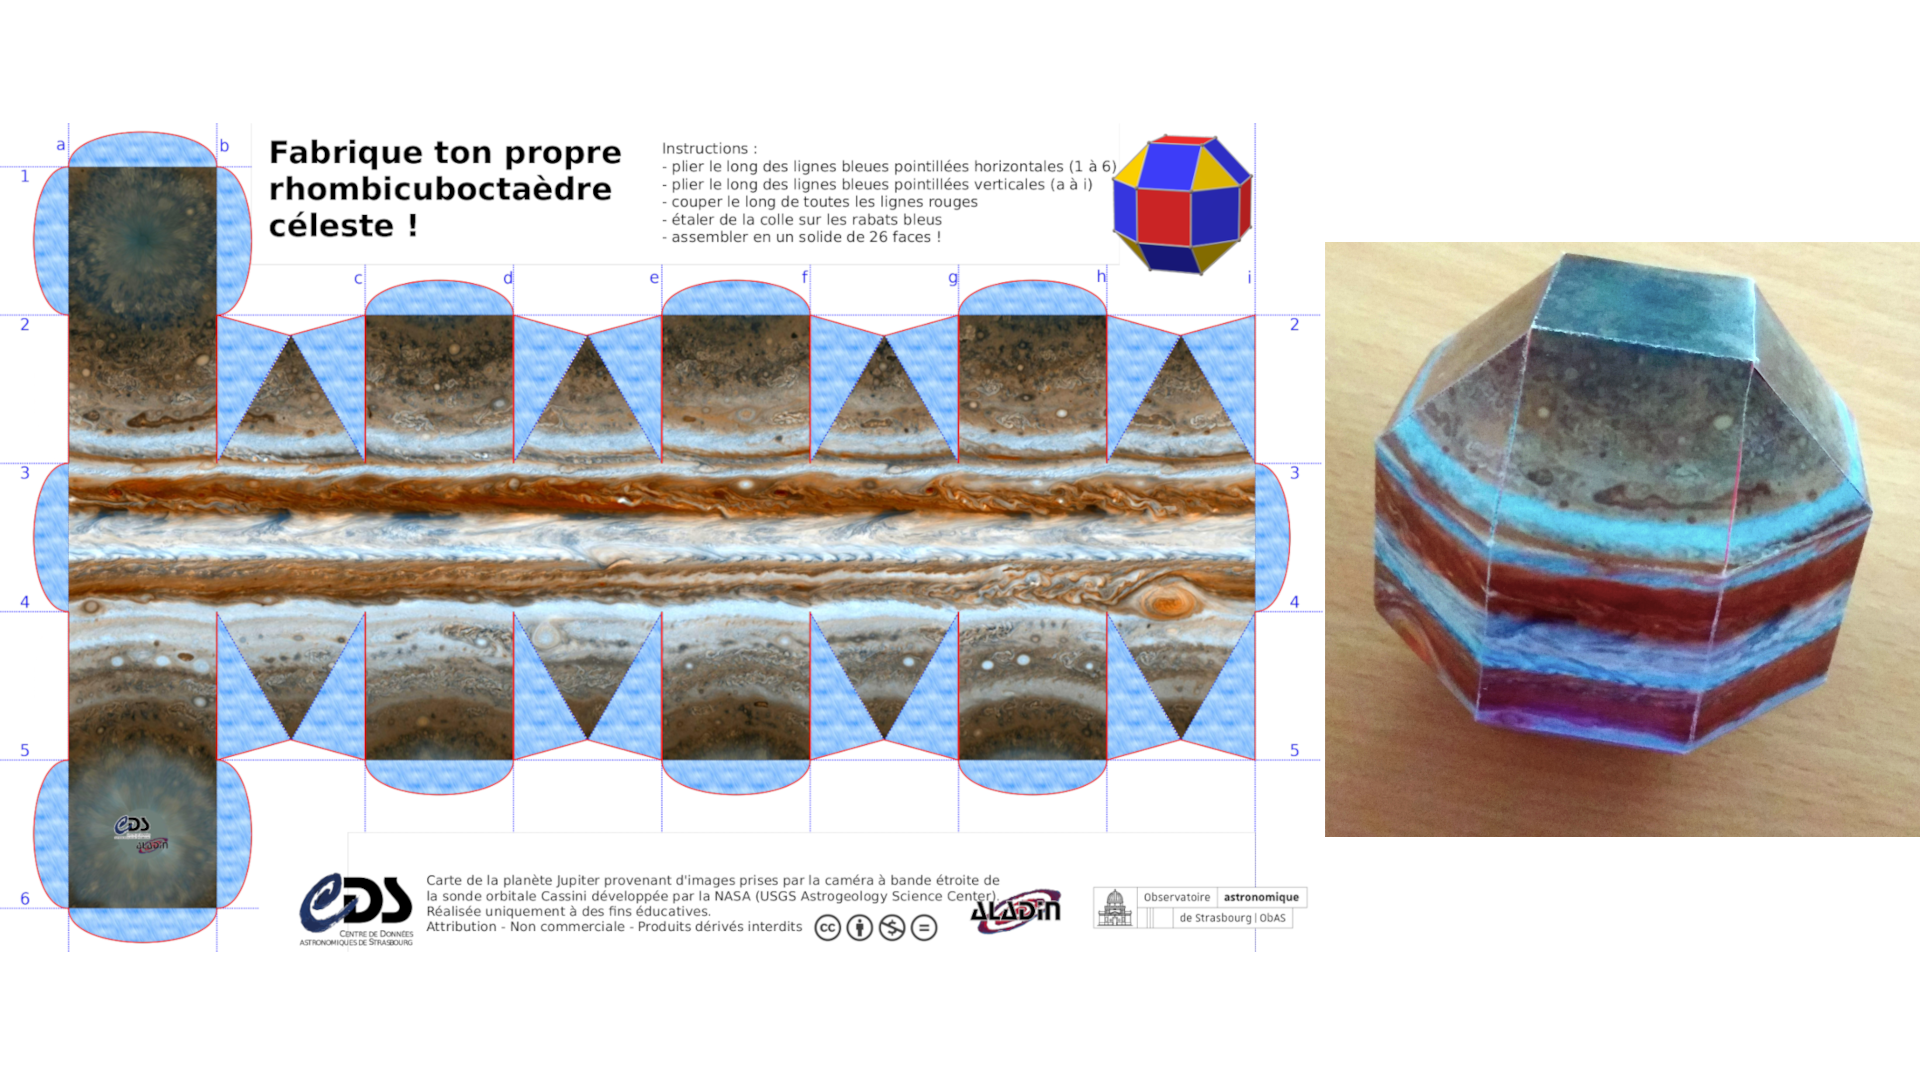 a
b
1
Fabrique ton propre
rhombicuboctaèdre
céleste !
Instructions :
- plier le long des lignes bleues pointillées horizontales (1 à 6)
- plier le long des lignes bleues pointillées verticales (a à i)
- couper le long de toutes les lignes rouges
- étaler de la colle sur les rabats bleus
- assembler en un solide de 26 faces !
c
d
e
f
g
h
i
2
2
3
3
4
4
5
5
CDS
ALADIN
6
CDS
CENTRE DE DONNÉES
ASTRONOMIQUES DE STRASBOURG
Carte de la planète Jupiter provenant d'images prises par la caméra à bande étroite de
la sonde orbitale Cassini développée par la NASA (USGS Astrogeology Science Center).
Réalisée uniquement à des fins éducatives.
Attribution - Non commerciale - Produits dérivés interdits
cc
ALADIN
Observatoire astronomique
de Strasbourg | ObAS